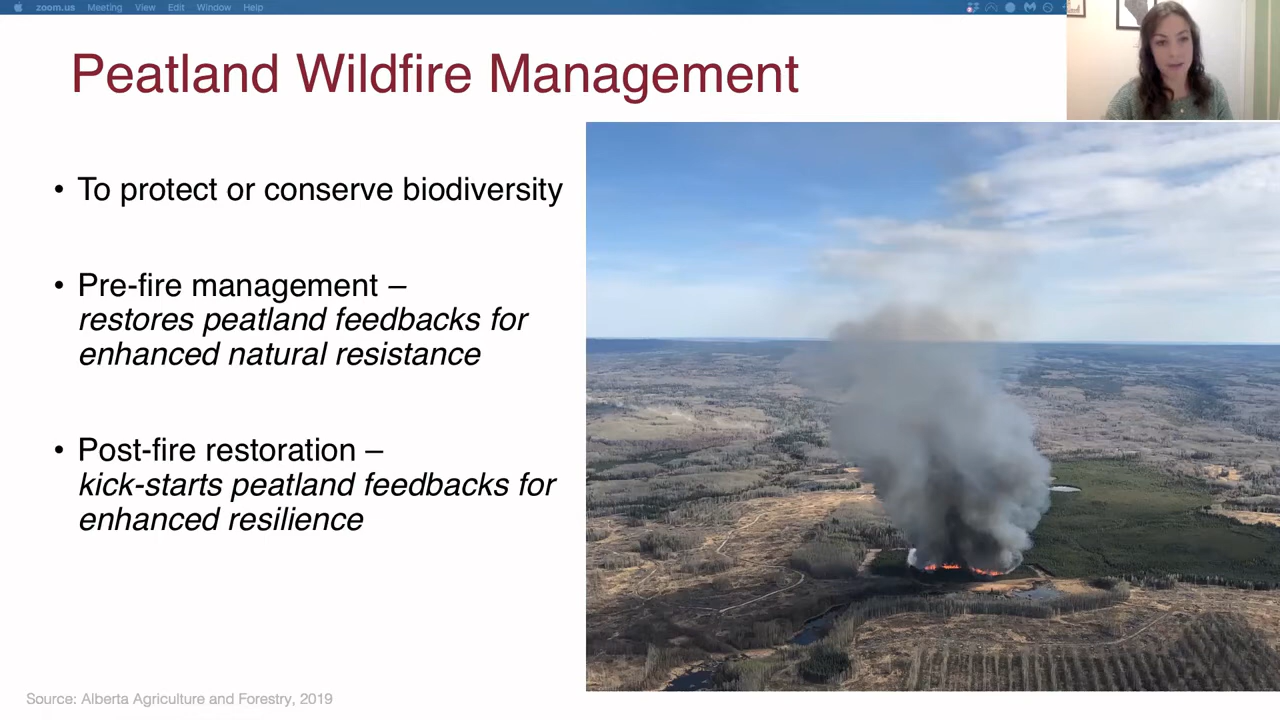 zoom.us Meeting View Edit Window Help
Peatland Wildfire Management
• To protect or conserve biodiversity
• Pre-fire management –
restores peatland feedbacks for
enhanced natural resistance
• Post-fire restoration –
kick-starts peatland feedbacks for
enhanced resilience
Source: Alberta Agriculture and Forestry, 2019